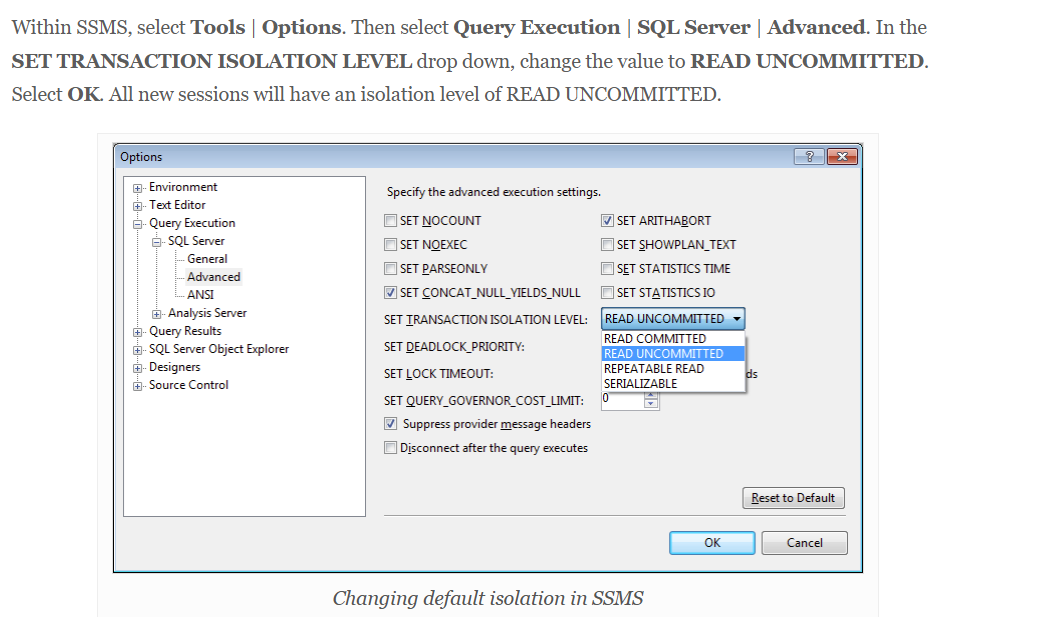 Within SSMS, select Tools | Options. Then select Query Execution | SQL Server | Advanced. In the
SET TRANSACTION ISOLATION LEVEL drop down, change the value to READ UNCOMMITTED.
Select OK. All new sessions will have an isolation level of READ UNCOMMITTED.
Options
Environment
Text Editor
Query Execution
SQL Server
General
Advanced
ANSI
Analysis Server
Query Results
SQL Server Object Explorer
Designers
Source Control
Specify the advanced execution settings.
SET NOCOUNT
SET ARITHABORT
SET NOEXEC
SET SHOWPLAN_TEXT
SET PARSEONLY
SET STATISTICS TIME
SET CONCAT_NULL_YIELDS_NULL
SET STATISTICS IO
SET TRANSACTION ISOLATION LEVEL:
READ UNCOMMITTED
READ COMMITTED
READ UNCOMMITTED
REPEATABLE READ
SERIALIZABLE
SET DEADLOCK_PRIORITY:
SET LOCK TIMEOUT:
ds
SET QUERY_GOVERNOR_COST_LIMIT:
0
Suppress provider message headers
Disconnect after the query executes
Reset to Default
OK
Cancel
Changing default isolation in SSMS